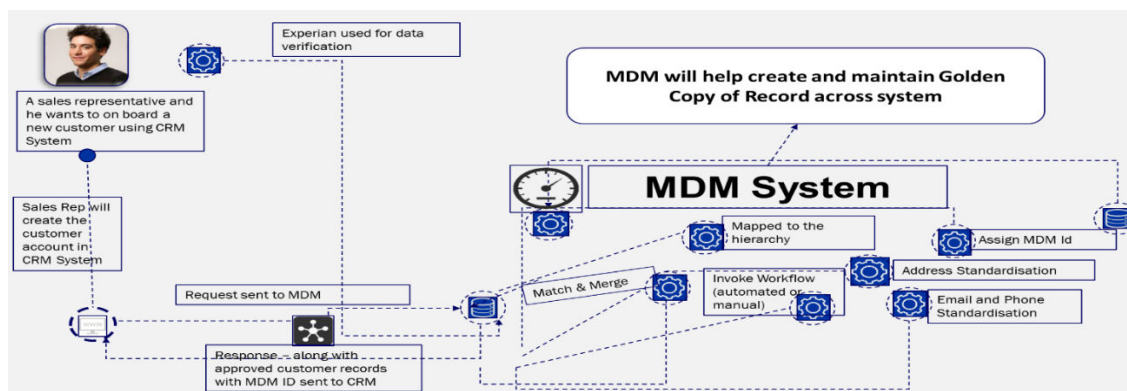 Experian used for data
verification
A sales representative and
he wants to on board a
new customer using CRM
System
MDM will help create and maintain Golden
Copy of Record across system
MDM System
Sales Rep will
create the
customer
account in
CRM System
Mapped to the
hierarchy
Assign MDM Id
Match & Merge
Invoke Workflow
(automated or
manual)
Address Standardisation
Email and Phone
Standardisation
Request sent to MDM
Response – along with
approved customer records
with MDM ID sent to CRM